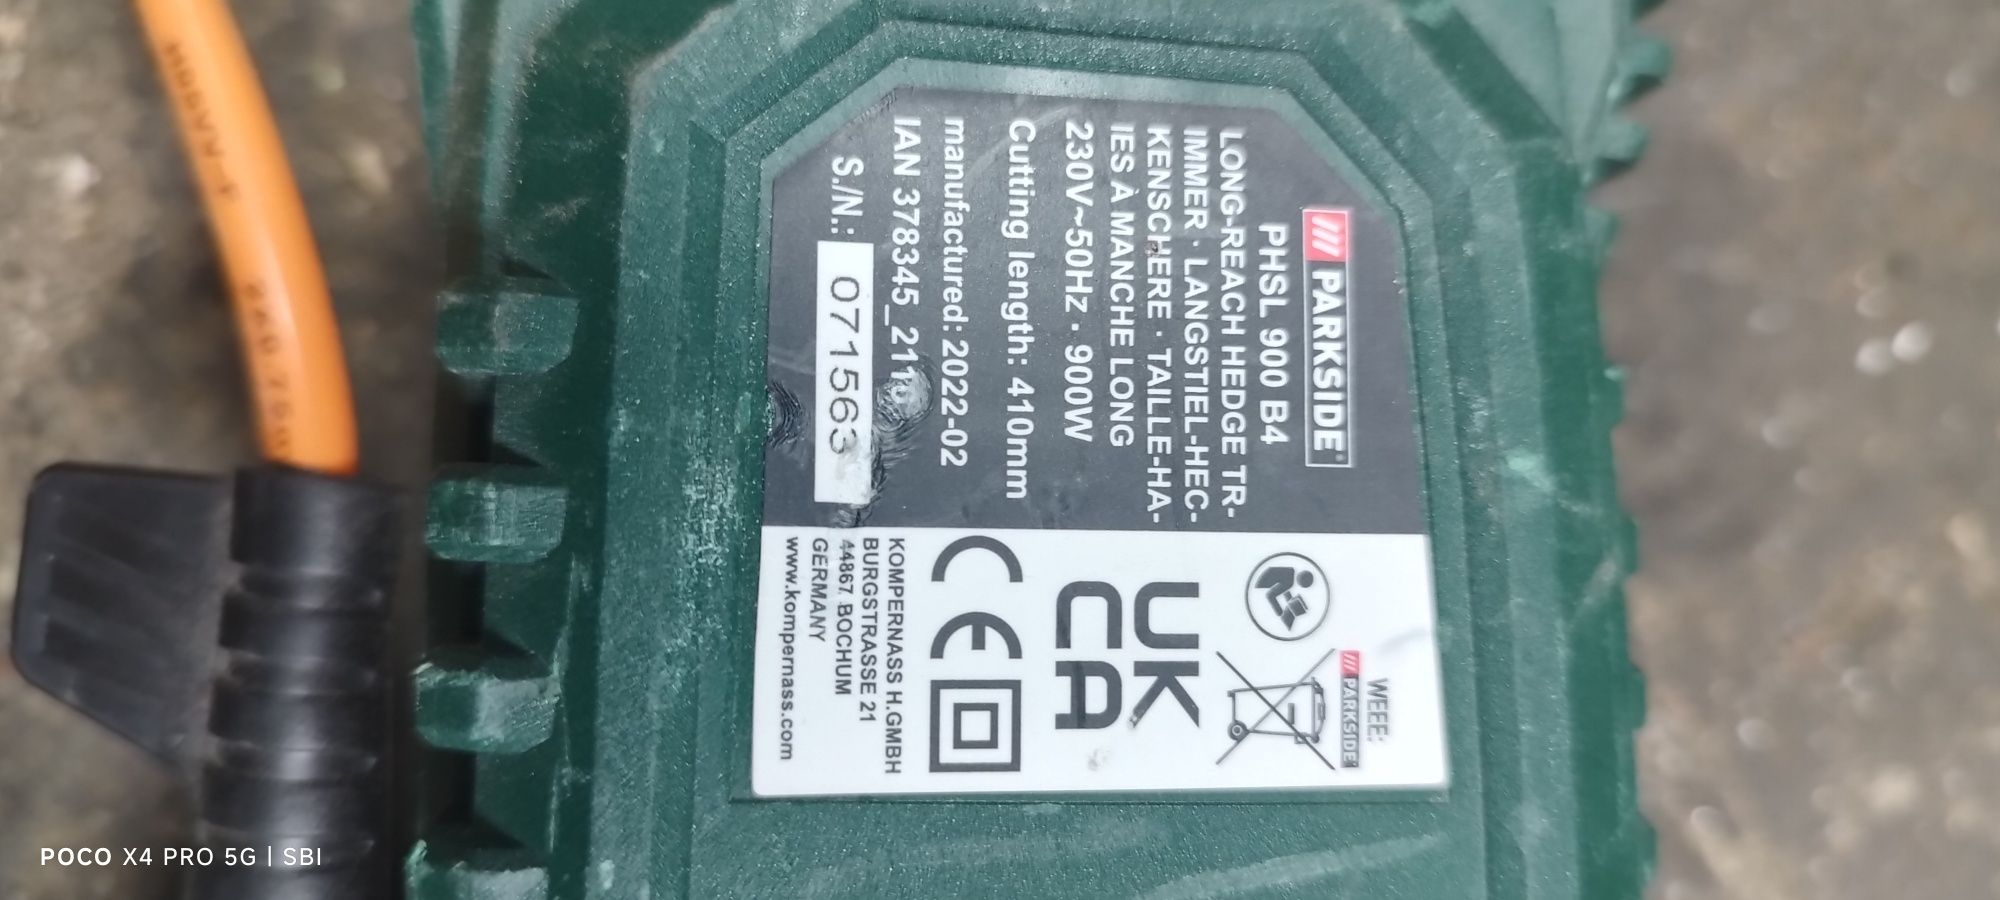 PARKSIDE®
PHSL 900 B4
LONG-REACH HEDGE TR-
IMMER · LANGSTIEL-HEC-
KENSCHERE · TAILLE-HA-
IES À MANCHE LONG
230V~50Hz · 900W
Cutting length: 410mm
manufactured: 2022-02
S./N.: 071563
WEEE:
PARKSIDE
UK
CA
CE
KOMPERNASS H.GMBH
BURGSTRASSE 21
44867 BOCHUM
GERMANY
www.kompernass.com
IAN 378345
POCO X4 PRO 5G | SBI